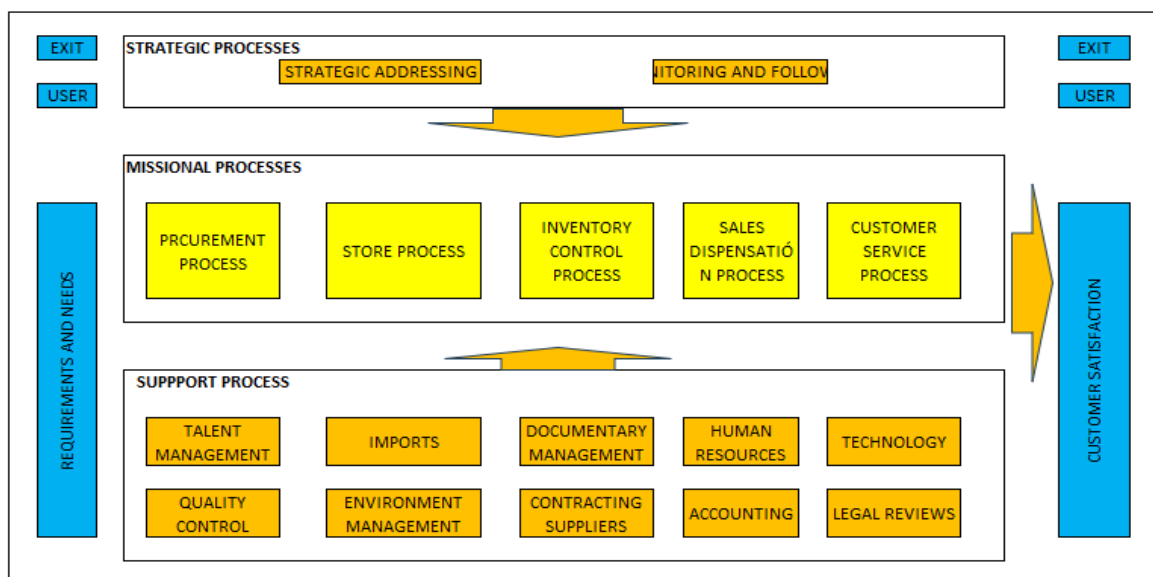 EXIT
USER
STRATEGIC PROCESSES
STRATEGIC ADDRESSING
NITORING AND FOLLOW
EXIT
USER
MISSIONAL PROCESSES
PRCUREMENT
PROCESS
STORE PROCESS
INVENTORY
CONTROL
PROCESS
SALES
DISPENSATIÓ
N PROCESS
CUSTOMER
SERVICE
PROCESS
REQUIREMENTS AND NEEDS
CUSTOMER SATISFACTION
SUPPPORT PROCESS
TALENT
MANAGEMENT
IMPORTS
DOCUMENTARY
MANAGEMENT
HUMAN
RESOURCES
TECHNOLOGY
QUALITY
CONTROL
ENVIRONMENT
MANAGEMENT
CONTRACTING
SUPPLIERS
ACCOUNTING
LEGAL REVIEWS